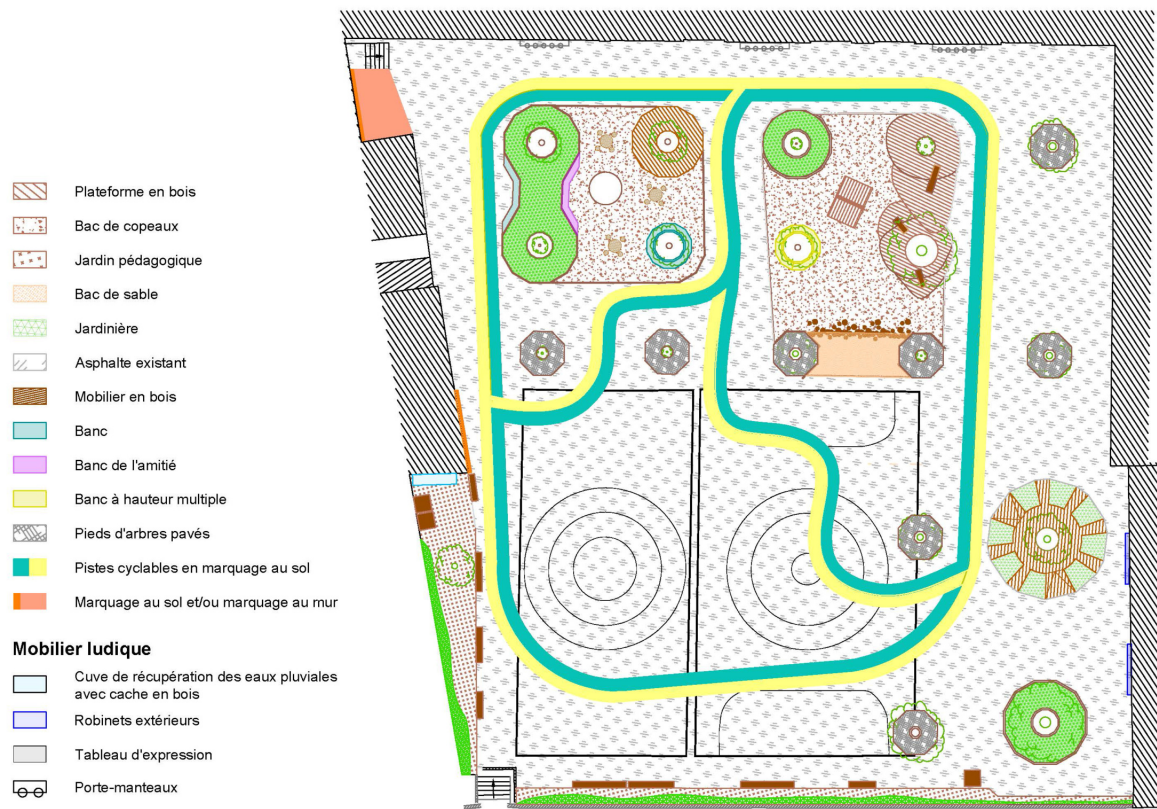 Plateforme en bois
Bac de copeaux
Jardin pédagogique
Bac de sable
Jardinière
Asphalte existant
Mobilier en bois
Banc
Banc de l'amitié
Banc à hauteur multiple
Pieds d'arbres pavés
Pistes cyclables en marquage au sol
Marquage au sol et/ou marquage au mur
Mobilier ludique
Cuve de récupération des eaux pluviales
avec cache en bois
Robinets extérieurs
Tableau d'expression
Porte-manteaux